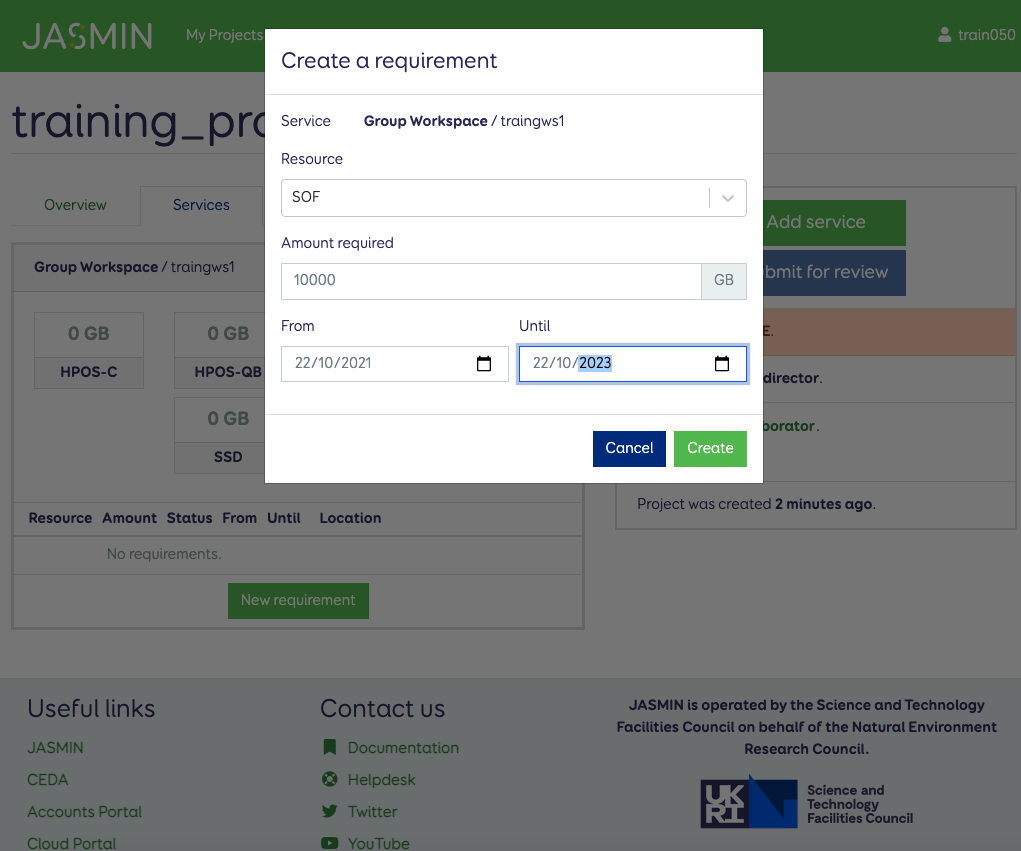 JASMIN
My Projects
train050
Create a requirement
Service Group Workspace / traingws1
Resource
SOF
Amount required
10000 GB
From Until
22/10/2021 22/10/2023
Cancel Create
training_pro
Overview Services
Group Workspace / traingws1
0 GB 0 GB
HPOS-C HPOS-QB
0 GB
SSD
Resource Amount Status From Until Location
No requirements.
New requirement
Add service
bmit for review
E.
director.
borator.
Project was created 2 minutes ago.
Useful links
JASMIN
CEDA
Accounts Portal
Cloud Portal
Contact us
Documentation
Helpdesk
Twitter
YouTube
JASMIN is operated by the Science and Technology
Facilities Council on behalf of the Natural Environment
Research Council.
UKRI
Science and
Technology
Facilities Council